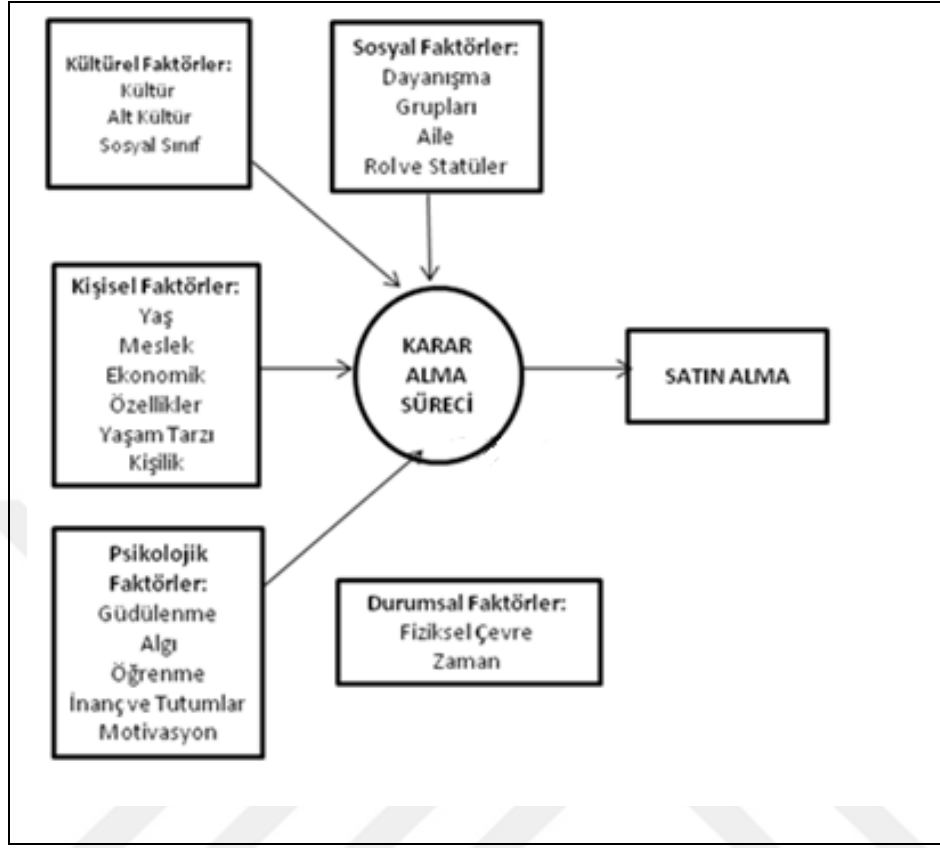 Kültürel Faktörler:
Kültür
Alt Kültür
Sosyal Sınıf
Sosyal Faktörler:
Dayanışma
Grupları
Aile
Rol ve Statüler
Kişisel Faktörler:
Yaş
Meslek
Ekonomik
Özellikler
Yaşam Tarzı
Kişilik
KARAR
ALMA
SÜRECİ
SATIN ALMA
Psikolojik
Faktörler:
Güdülenme
Algı
Öğrenme
İnanç ve Tutumlar
Motivasyon
Durumsal Faktörler:
Fiziksel Çevre
Zaman